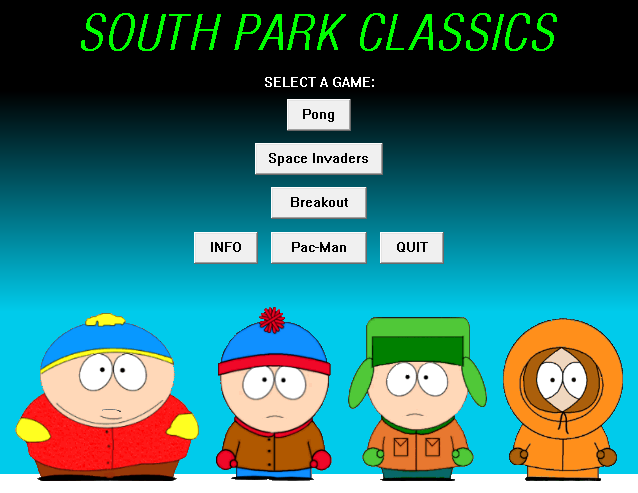 SOUTH PARK CLASSICS
SELECT A GAME:
Pong
Space Invaders
Breakout
INFO Pac-Man QUIT